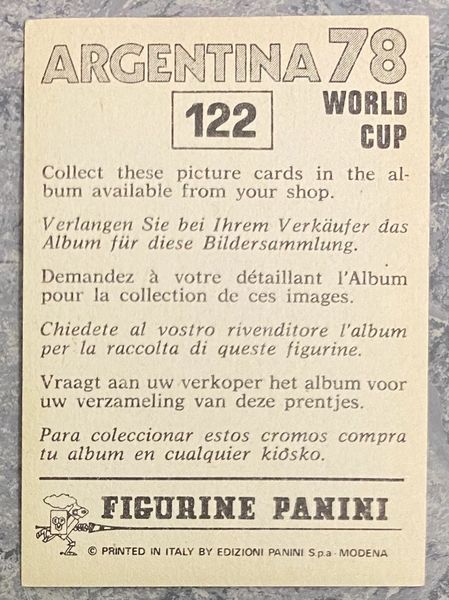 ARGENTINA 78
122
WORLD
CUP
Collect these picture cards in the al-
bum available from your shop.
Verlangen Sie bei Ihrem Verkäufer das
Album für diese Bildersammlung.
Demandez à votre détaillant l'Album
pour la collection de ces images.
Chiedete al vostro rivenditore l'album
per la raccolta di queste figurine.
Vraagt aan uw verkoper het album voor
uw verzameling van deze prentjes.
Para coleccionar estos cromos compra
tu album en cualquier kiósko.
FIGURINE PANINI
© PRINTED IN ITALY BY EDIZIONI PANINI S.p.a - MODENA